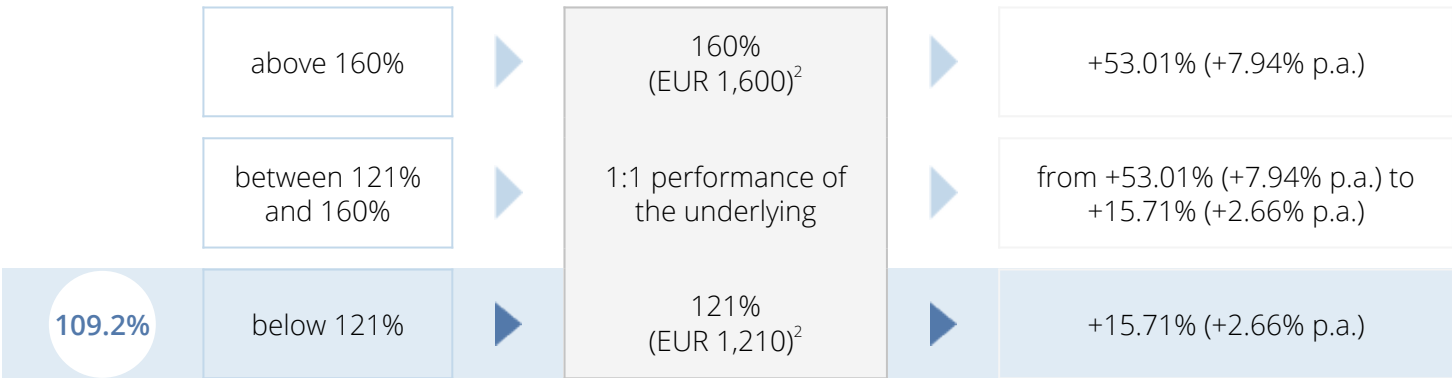 above 160%
160%
(EUR 1,600)²
+53.01% (+7.94% p.a.)
between 121%
and 160%
1:1 performance of
the underlying
from +53.01% (+7.94% p.a.) to
+15.71% (+2.66% p.a.)
109.2%
below 121%
121%
(EUR 1,210)²
+15.71% (+2.66% p.a.)